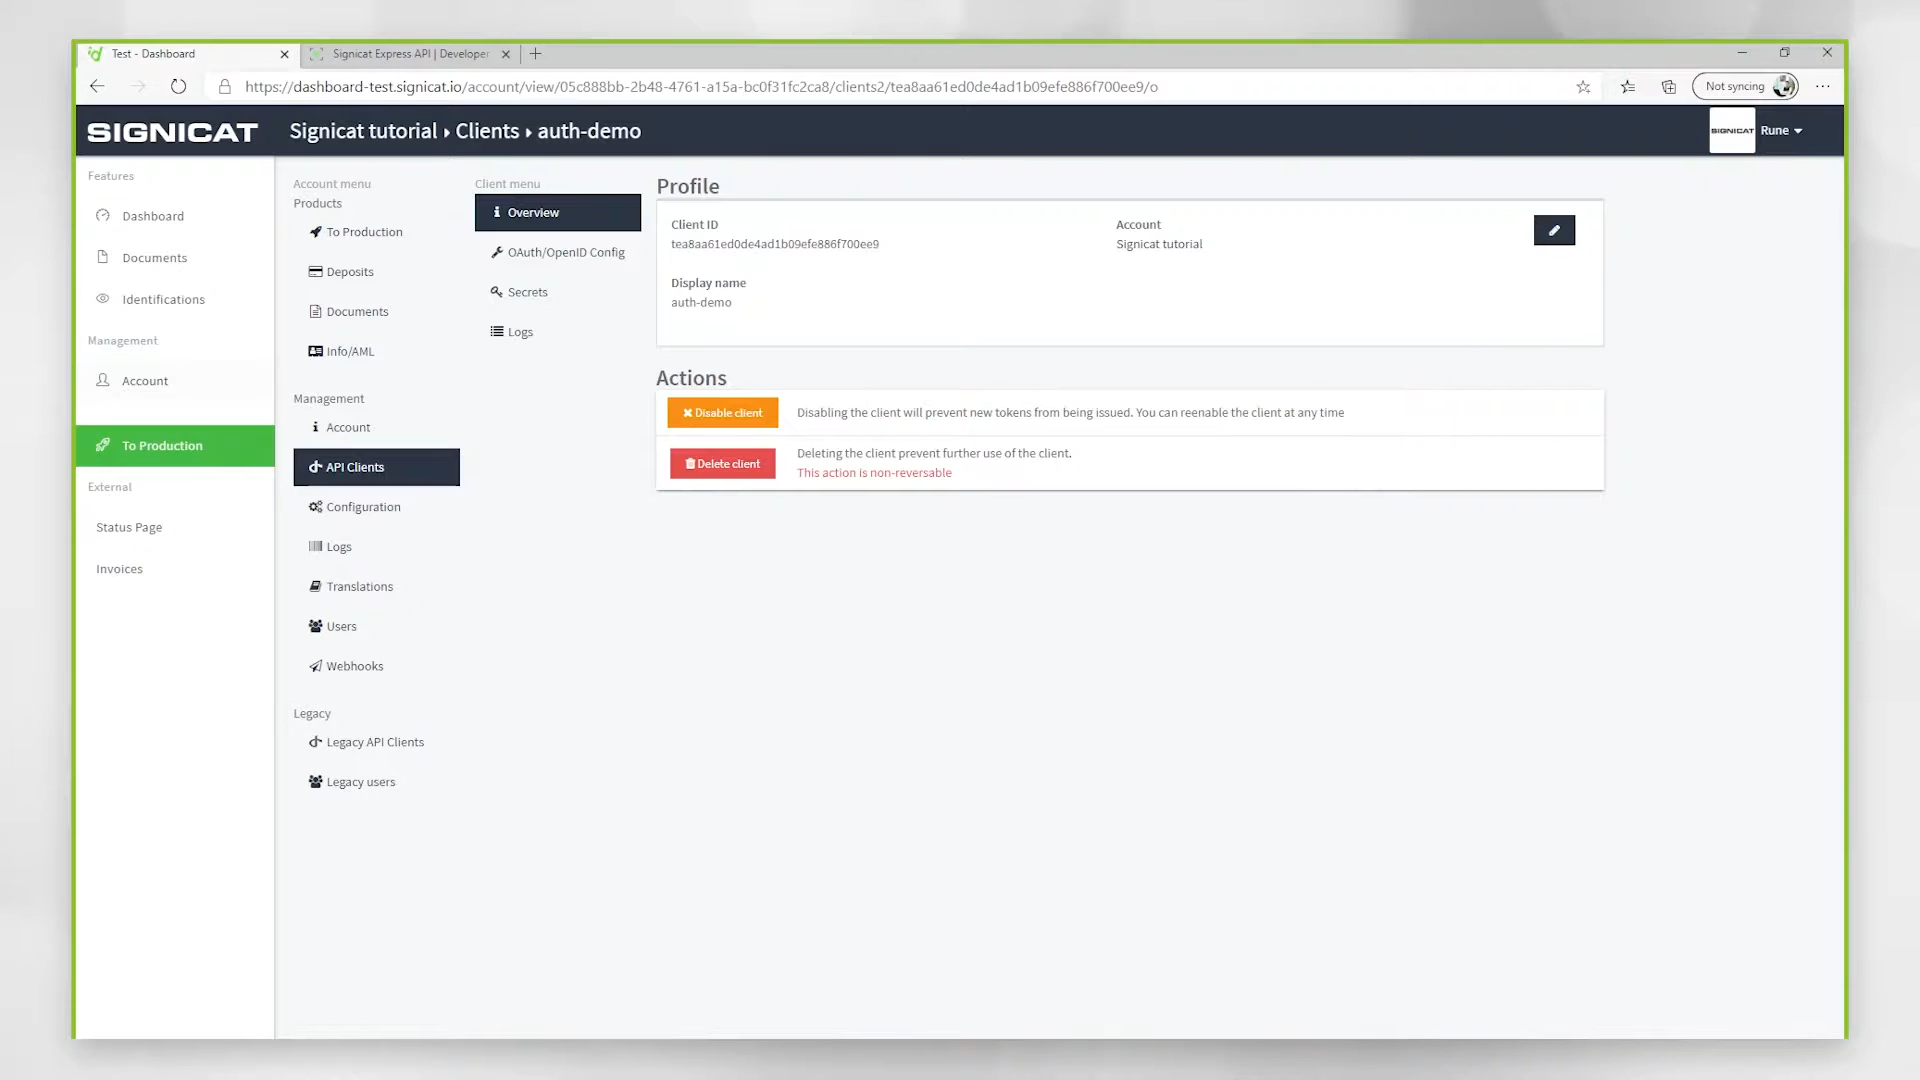 Test - Dashboard
Signicat Express API | Developer
https://dashboard-test.signicat.io/account/view/05c888bb-2b48-4761-a15a-bc0f31fc2ca8/clients2/tea8aa61ed0de4ad1b09efe886f700ee9/o
Not syncing
SIGNICAT
Signicat tutorial ▸ Clients ▸ auth-demo
SIGNICAT
Rune
Features
Dashboard
Documents
Identifications
Management
Account
To Production
External
Status Page
Invoices
Account menu
Products
To Production
Deposits
Documents
Info/AML
Management
Account
API Clients
Configuration
Logs
Translations
Users
Webhooks
Legacy
Legacy API Clients
Legacy users
Client menu
Overview
OAuth/OpenID Config
Secrets
Logs
Profile
Client ID
tea8aa61ed0de4ad1b09efe886f700ee9
Account
Signicat tutorial
Display name
auth-demo
Actions
Disable client
Disabling the client will prevent new tokens from being issued. You can reenable the client at any time
Delete client
Deleting the client prevent further use of the client.
This action is non-reversable